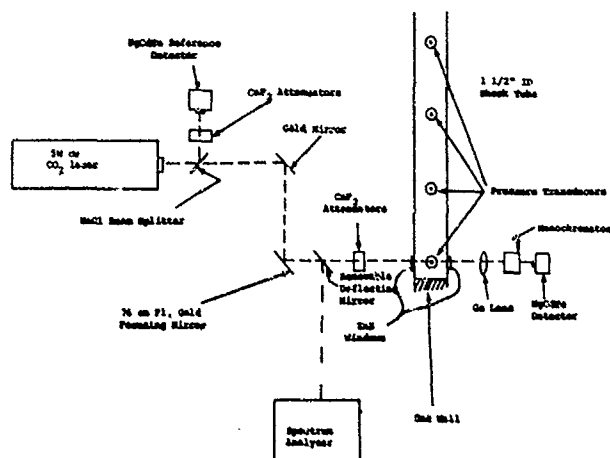 HgCdTe Reference
Detector
CaF2 Attenuators
1 1/2" ID
Shock Tube
Gold Mirror
5W cw
CO2 laser
NaCl Beam Splitter
CaF2
Attenuators
Pressure Transducers
Monochromator
Removable
Deflecting
Mirror
76 cm Fl. Gold
Focusing Mirror
Windows
Ge Lens
HgCdTe
Detector
End Wall
Spectrum
Analyzer